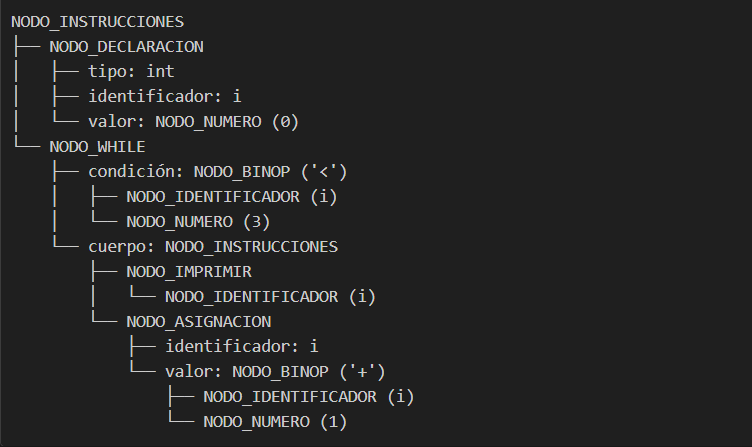 NODO_INSTRUCCIONES
├── NODO_DECLARACION
│   ├── tipo: int
│   ├── identificador: i
│   └── valor: NODO_NUMERO (0)
└── NODO_WHILE
    ├── condición: NODO_BINOP ('<')
    │   ├── NODO_IDENTIFICADOR (i)
    │   └── NODO_NUMERO (3)
    └── cuerpo: NODO_INSTRUCCIONES
        ├── NODO_IMPRIMIR
        │   └── NODO_IDENTIFICADOR (i)
        └── NODO_ASIGNACION
            ├── identificador: i
            └── valor: NODO_BINOP ('+')
                ├── NODO_IDENTIFICADOR (i)
                └── NODO_NUMERO (1)